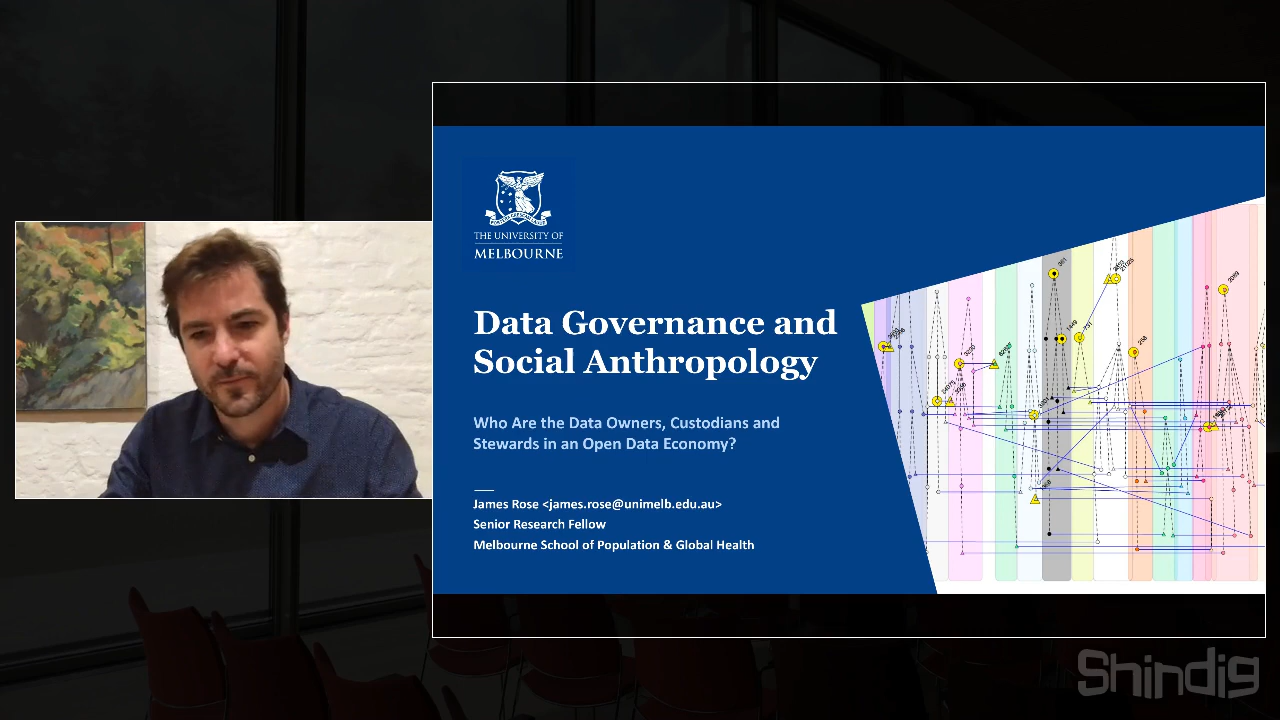 THE UNIVERSITY OF
MELBOURNE
Data Governance and
Social Anthropology
Who Are the Data Owners, Custodians and
Stewards in an Open Data Economy?
James Rose <james.rose@unimelb.edu.au>
Senior Research Fellow
Melbourne School of Population & Global Health
Shindig